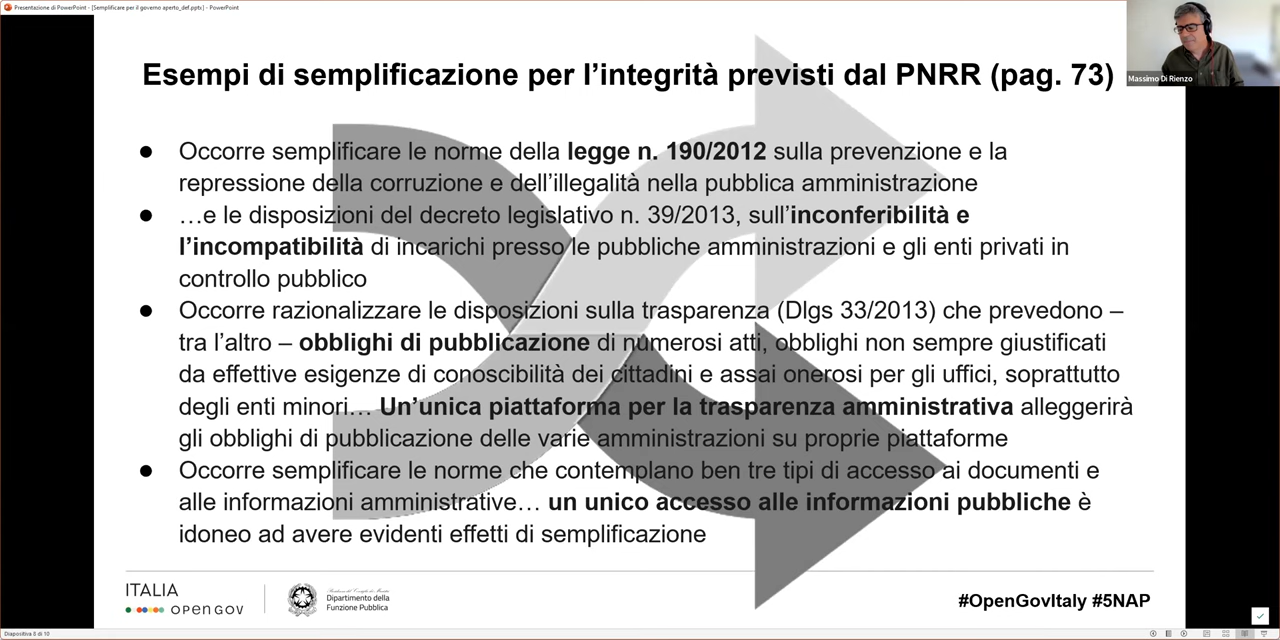 Presentazione di PowerPoint - [Semplificare per il governo aperto_def.pptx] - PowerPoint
Massimo Di Rienzo
Esempi di semplificazione per l’integrità previsti dal PNRR (pag. 73)
● Occorre semplificare le norme della legge n. 190/2012 sulla prevenzione e la
repressione della corruzione e dell’illegalità nella pubblica amministrazione
● …e le disposizioni del decreto legislativo n. 39/2013, sull’inconferibilità e
l’incompatibilità di incarichi presso le pubbliche amministrazioni e gli enti privati in
controllo pubblico
● Occorre razionalizzare le disposizioni sulla trasparenza (Dlgs 33/2013) che prevedono –
tra l’altro – obblighi di pubblicazione di numerosi atti, obblighi non sempre giustificati
da effettive esigenze di conoscibilità dei cittadini e assai onerosi per gli uffici, soprattutto
degli enti minori… Un’unica piattaforma per la trasparenza amministrativa alleggerirà
gli obblighi di pubblicazione delle varie amministrazioni su proprie piattaforme
● Occorre semplificare le norme che contemplano ben tre tipi di accesso ai documenti e
alle informazioni amministrative… un unico accesso alle informazioni pubbliche è
idoneo ad avere evidenti effetti di semplificazione
ITALIA
OPENGOV
Dipartimento della
Funzione Pubblica
#OpenGovItaly #5NAP
Diapositiva 8 di 10